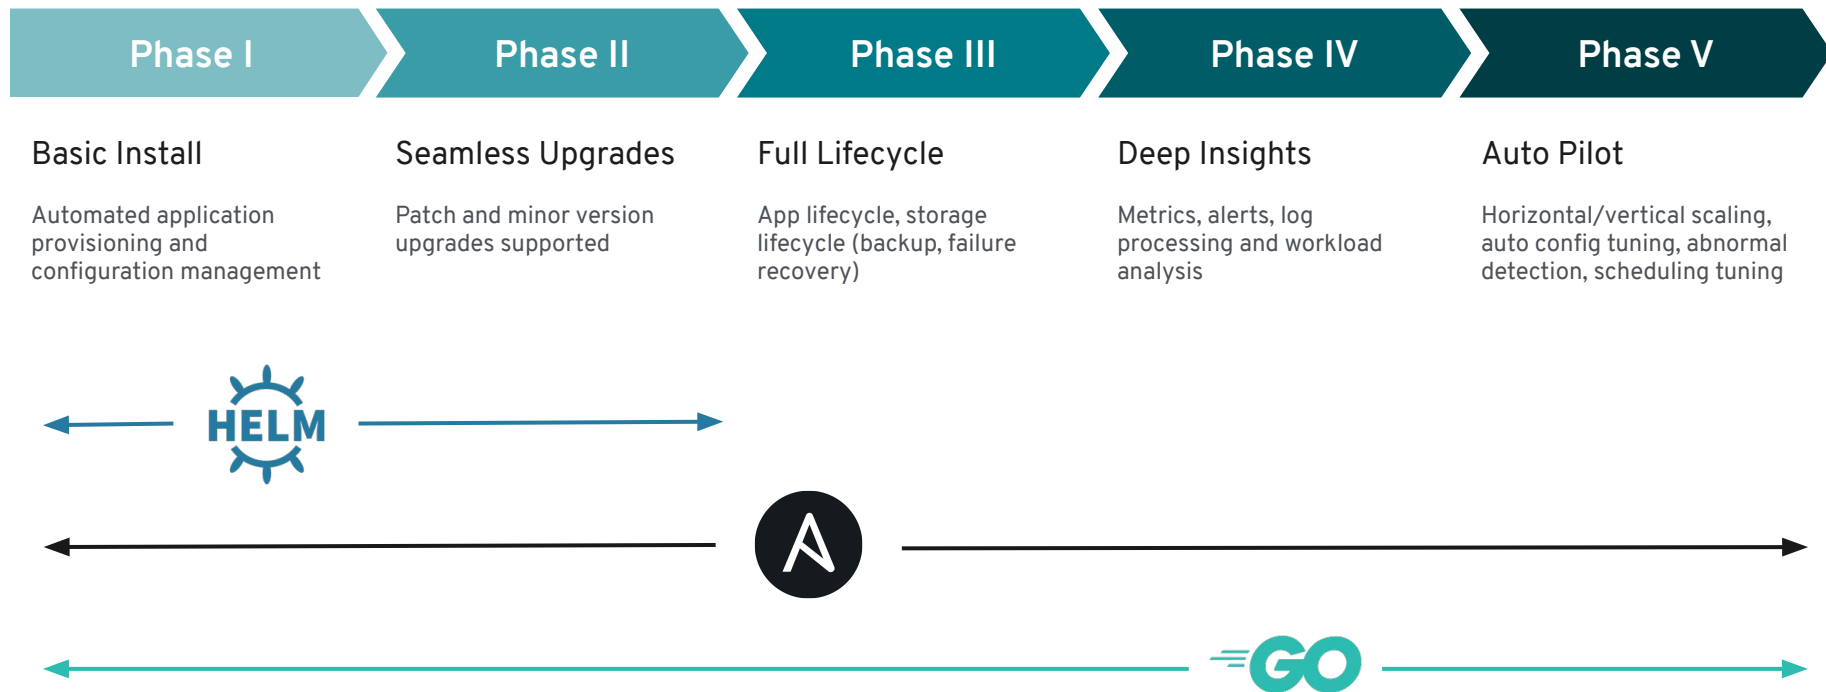 Phase I
Phase II
Phase III
Phase IV
Phase V
Basic Install
Automated application
provisioning and
configuration management
Seamless Upgrades
Patch and minor version
upgrades supported
Full Lifecycle
App lifecycle, storage
lifecycle (backup, failure
recovery)
Deep Insights
Metrics, alerts, log
processing and workload
analysis
Auto Pilot
Horizontal/vertical scaling,
auto config tuning, abnormal
detection, scheduling tuning
HELM
A
GO